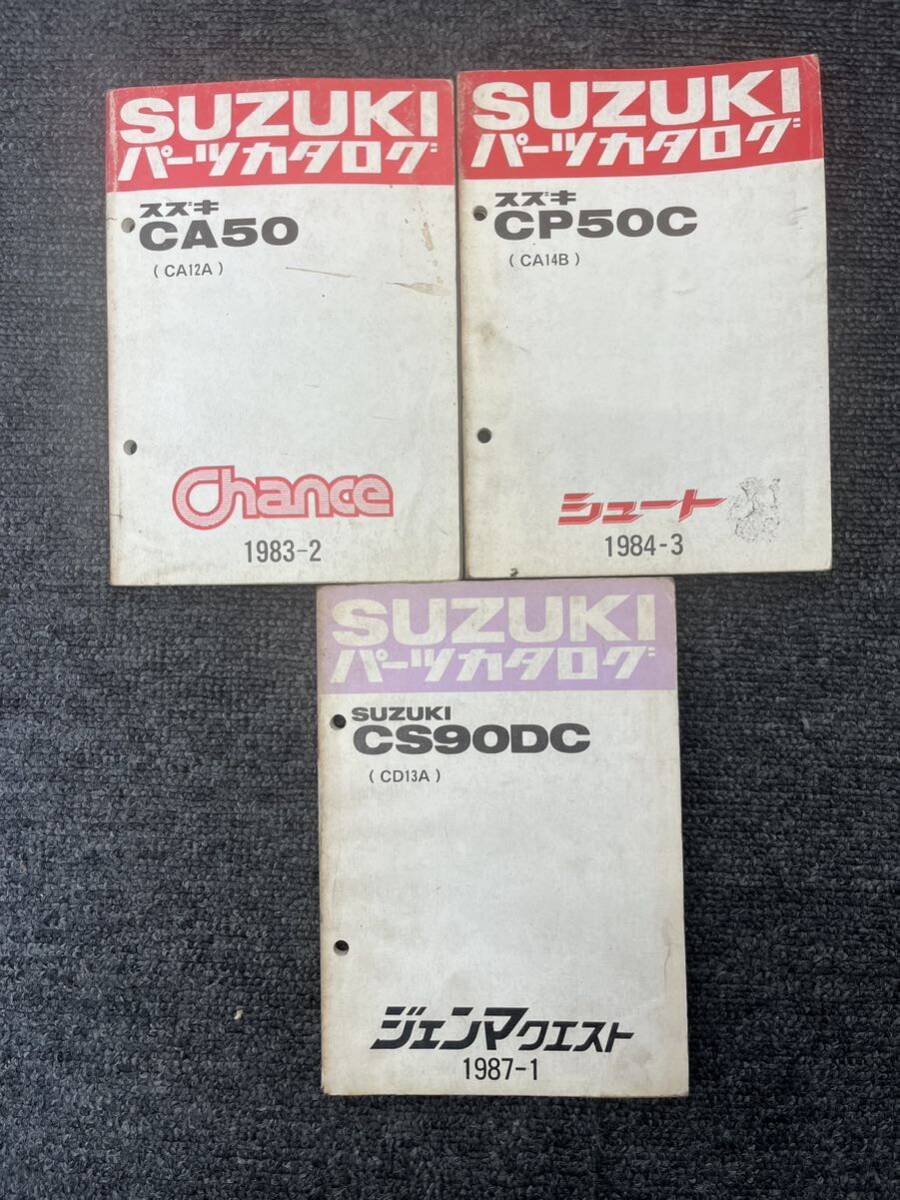 SUZUKI
パーツカタログ
スズキ
CA50
( CA12A )
Chance
1983-2
SUZUKI
パーツカタログ
スズキ
CP50C
( CA14B )
シュート
1984-3
SUZUKI
パーツカタログ
SUZUKI
CS90DC
( CD13A )
ジェンマクエスト
1987-1